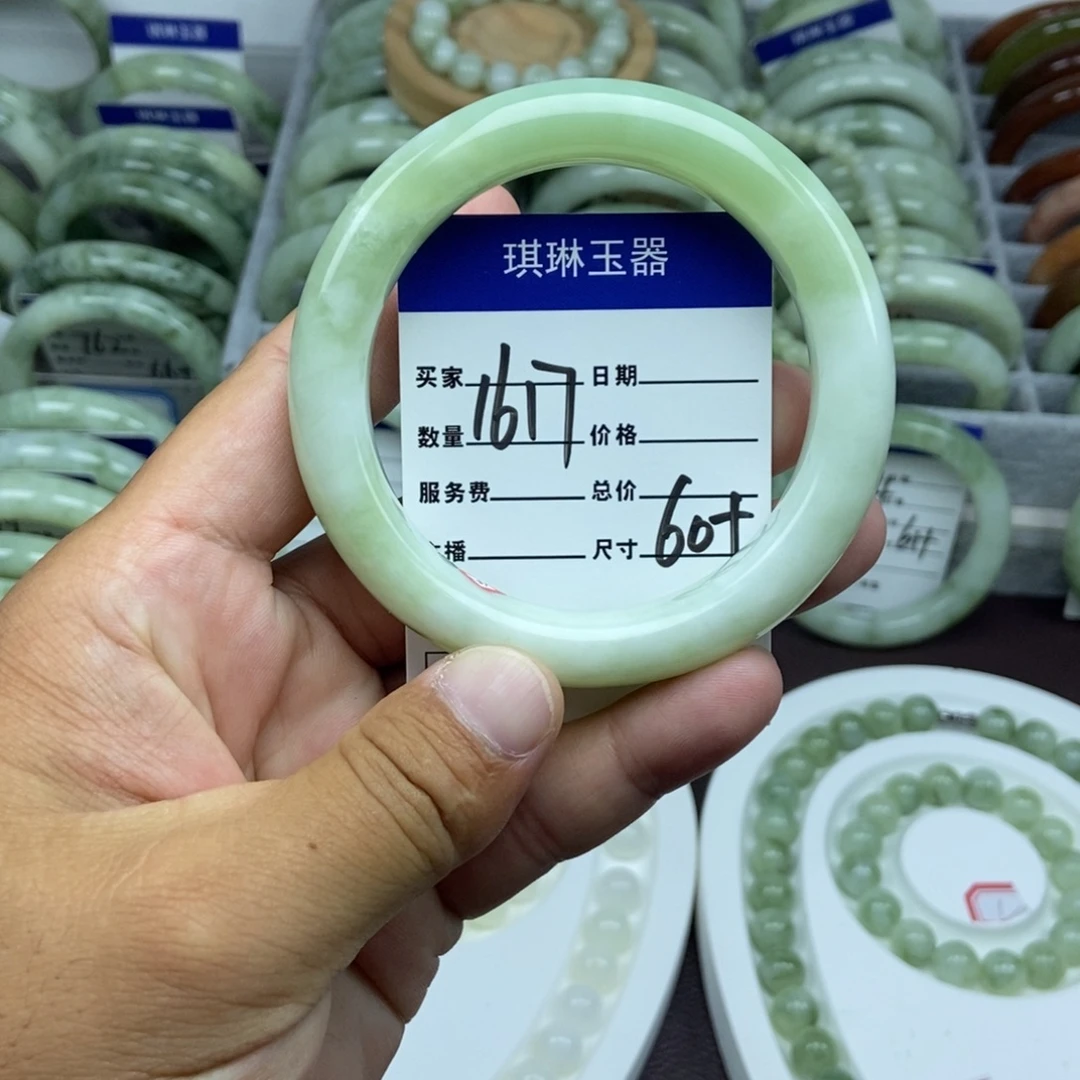 琪琳玉器
买家 1617 日期
数量 价格
服务费 总价
播 尺寸 60+